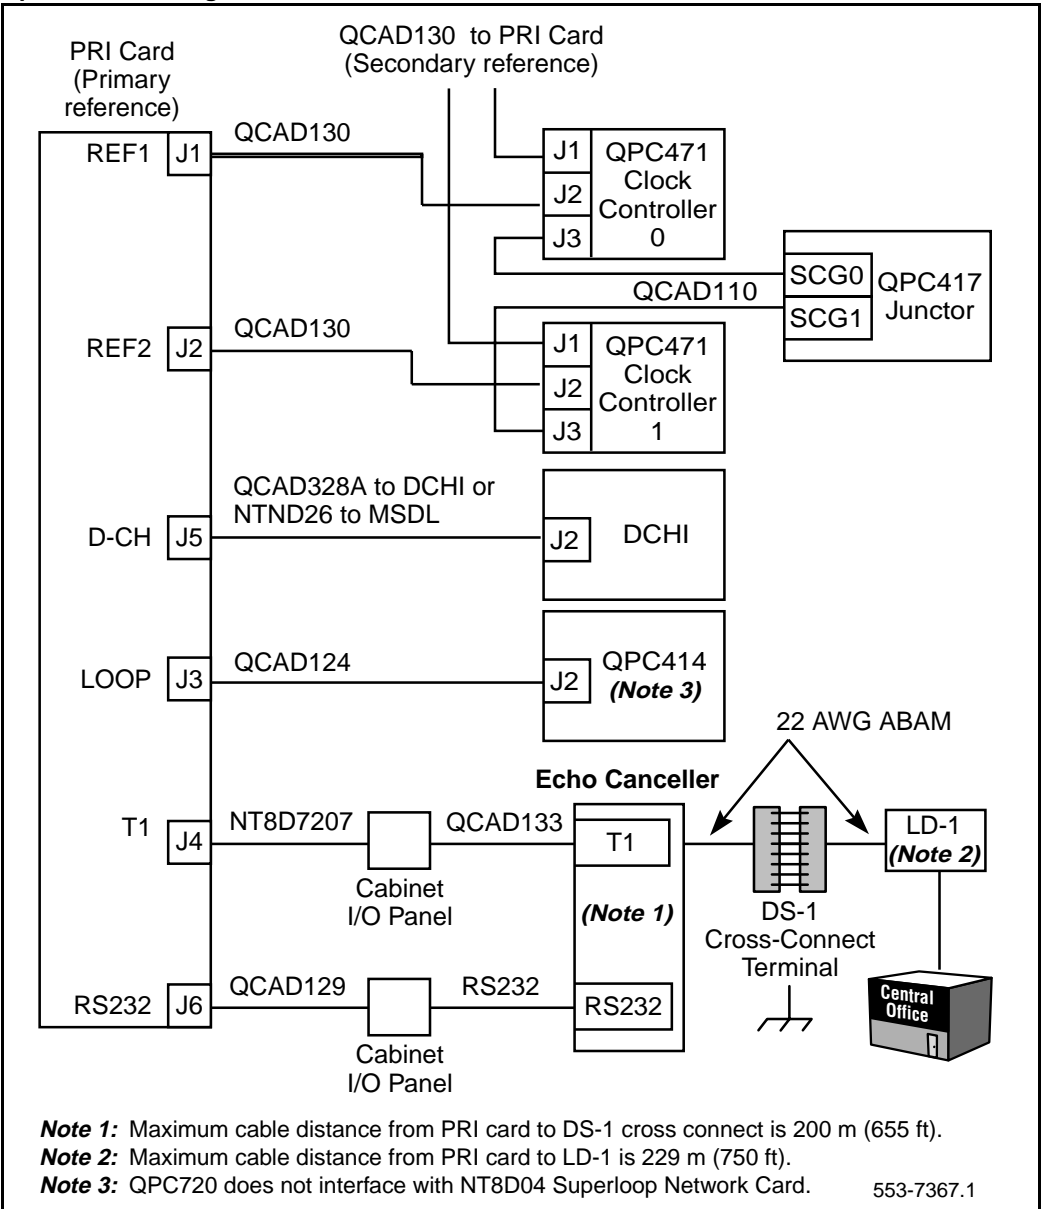 PRI Card
(Primary
reference)
QCAD130 to PRI Card
(Secondary reference)
REF1
J1
QCAD130
J1
J2
J3
QPC471
Clock
Controller
0
SCG0
SCG1
QPC417
Junctor
QCAD110
REF2
J2
QCAD130
J1
J2
J3
QPC471
Clock
Controller
1
QCAD328A to DCHI or
NTND26 to MSDL
D-CH
J5
J2
DCHI
LOOP
J3
QCAD124
J2
QPC414
(Note 3)
22 AWG ABAM
Echo Canceller
T1
J4
NT8D7207
Cabinet
I/O Panel
QCAD133
T1
(Note 1)
DS-1
Cross-Connect
Terminal
LD-1
(Note 2)
Central
Office
RS232
J6
QCAD129
Cabinet
I/O Panel
RS232
RS232
Note 1: Maximum cable distance from PRI card to DS-1 cross connect is 200 m (655 ft).
Note 2: Maximum cable distance from PRI card to LD-1 is 229 m (750 ft).
Note 3: QPC720 does not interface with NT8D04 Superloop Network Card.
553-7367.1